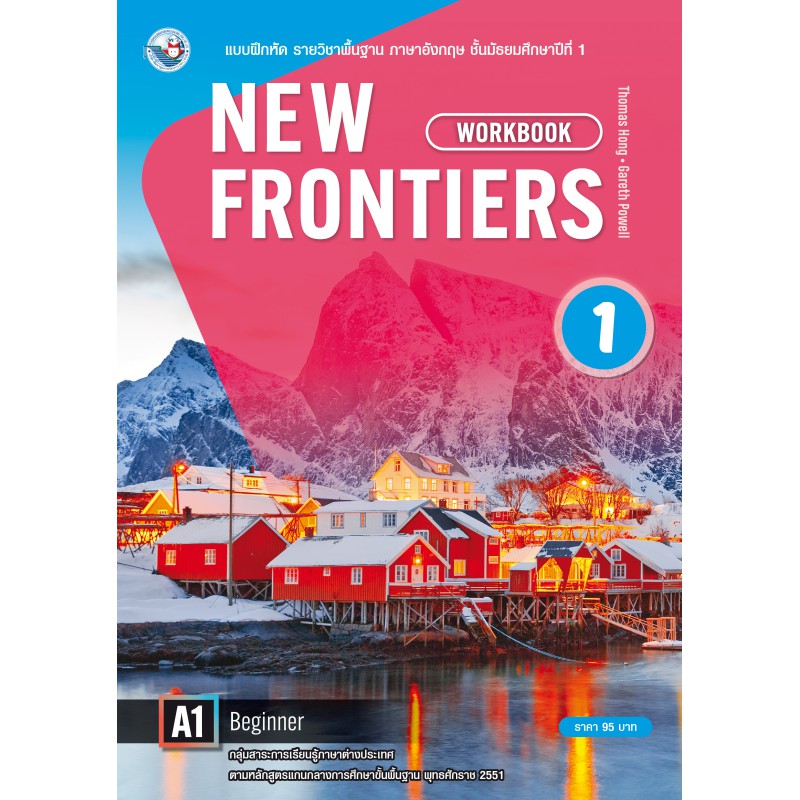 แบบฝึกหัด รายวิชาพื้นฐาน ภาษาอังกฤษ ชั้นมัธยมศึกษาปีที่ 1
NEW
WORKBOOK
FRONTIERS
Thomas Hong • Gareth Powell
1
A1 Beginner
ราคา 95 บาท
กลุ่มสาระการเรียนรู้ภาษาต่างประเทศ
ตามหลักสูตรแกนกลางการศึกษาขั้นพื้นฐาน พุทธศักราช 2551